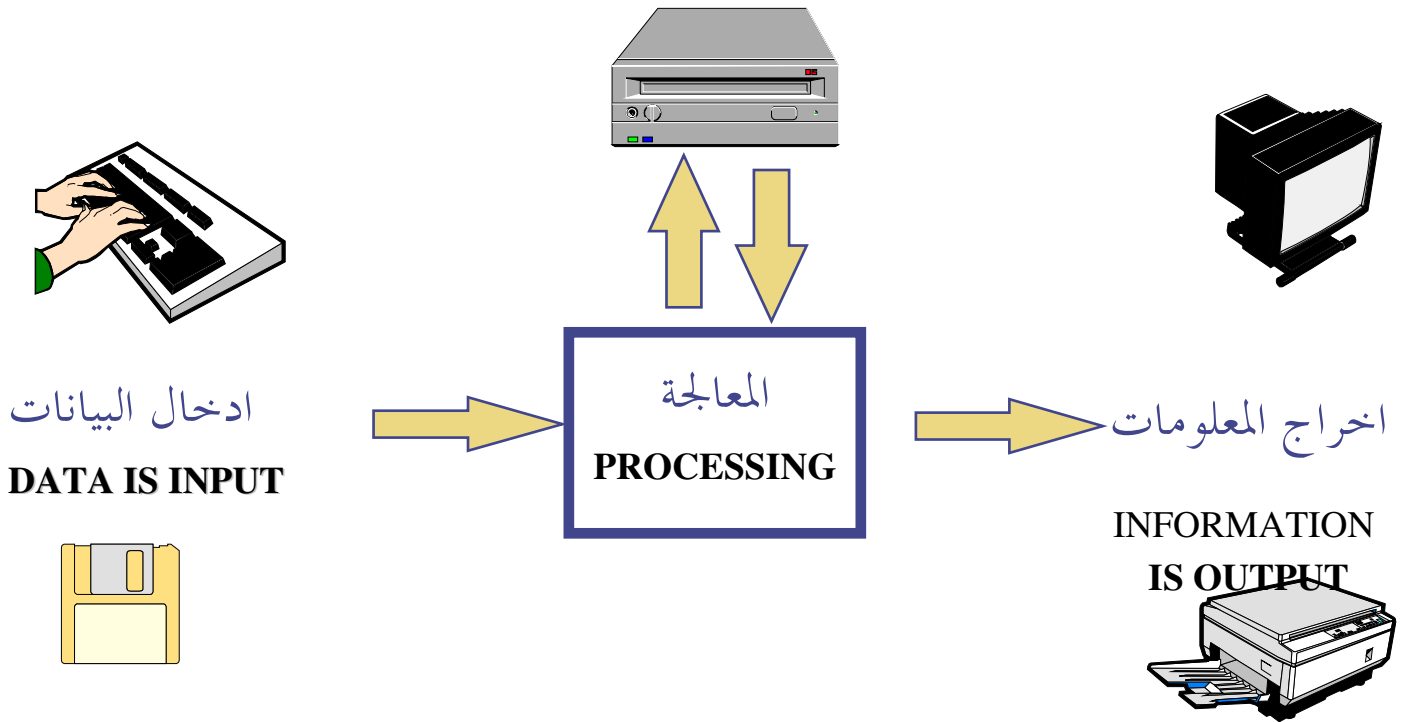 ادخال البيانات
DATA IS INPUT
المعالجة
PROCESSING
اخراج المعلومات
INFORMATION
IS OUTPUT